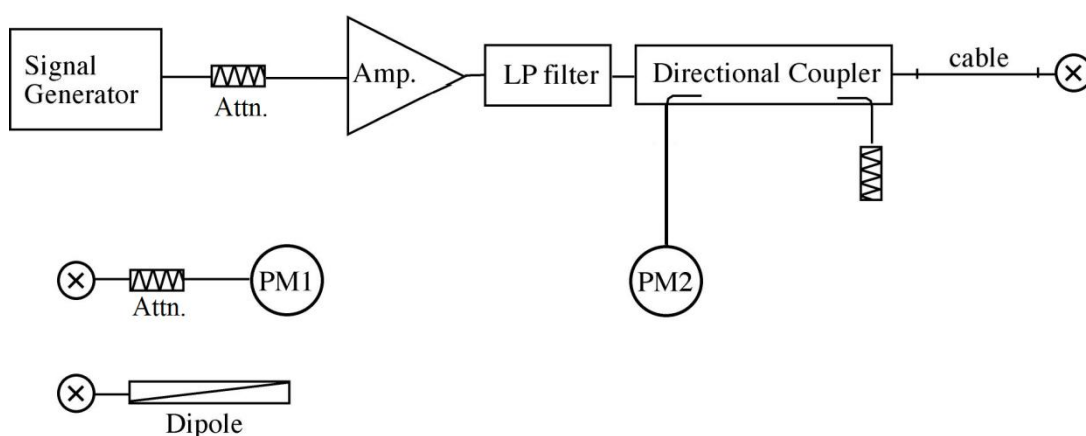 Signal
Generator
Attn.
Amp.
LP filter
Directional Coupler
cable
PM1
Attn.
PM2
Dipole